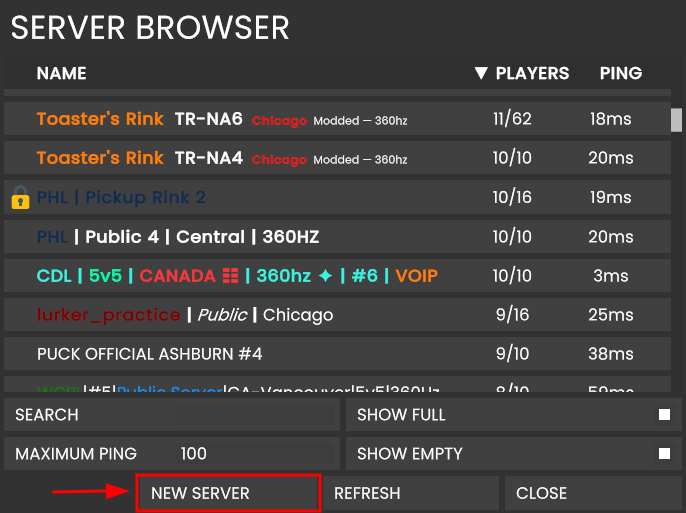 SERVER BROWSER
NAME ▼ PLAYERS PING
Toaster's Rink TR-NA6 Chicago Modded — 360hz 11/62 18ms
Toaster's Rink TR-NA4 Chicago Modded — 360hz 10/10 20ms
PHL | Pickup Rink 2 10/16 19ms
PHL | Public 4 | Central | 360HZ 10/10 20ms
CDL | 5v5 | CANADA | 360hz ✦ | #6 | VOIP 10/10 3ms
lurker_practice | Public | Chicago 9/16 25ms
PUCK OFFICIAL ASHBURN #4 9/10 38ms
|#5|Public Server|CA-Vancouver|5v5|360Hz 8/10 59ms
SEARCH SHOW FULL
MAXIMUM PING 100 SHOW EMPTY
NEW SERVER REFRESH CLOSE